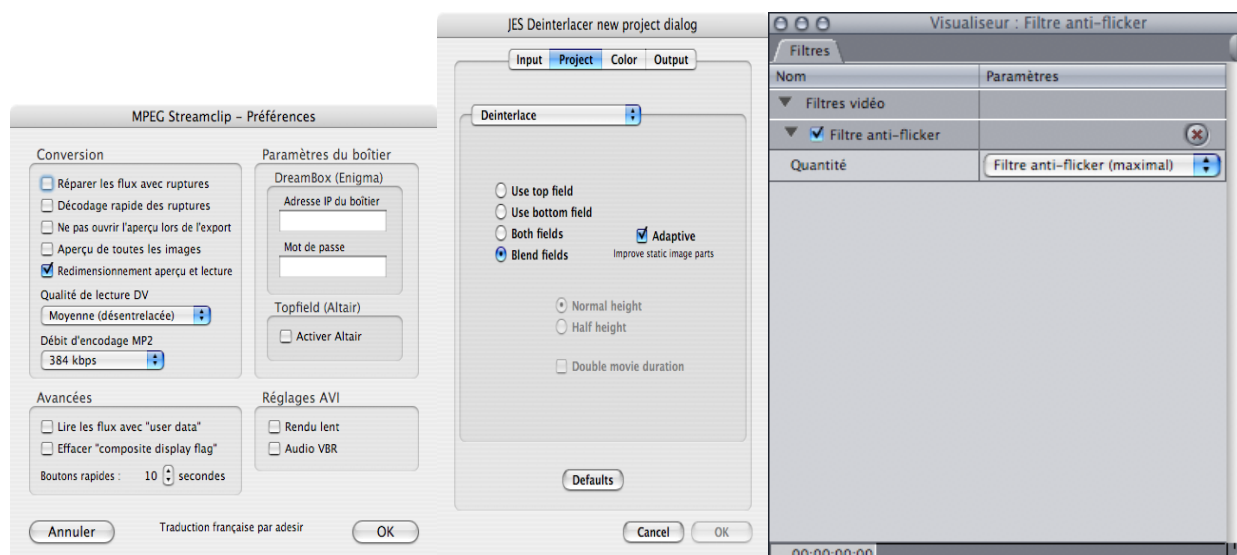 MPEG Streamclip – Préférences
Conversion
Réparer les flux avec ruptures
Décodage rapide des ruptures
Ne pas ouvrir l'aperçu lors de l'export
Aperçu de toutes les images
Redimensionnement aperçu et lecture
Qualité de lecture DV
Moyenne (désentrelacée)
Débit d'encodage MP2
384 kbps
Paramètres du boîtier
DreamBox (Enigma)
Adresse IP du boîtier
Mot de passe
Topfield (Altair)
Activer Altair
Avancées
Lire les flux avec "user data"
Effacer "composite display flag"
Boutons rapides : 10 secondes
Réglages AVI
Rendu lent
Audio VBR
Annuler
Traduction française par adesir
OK
JES Deinterlacer new project dialog
Input Project Color Output
Deinterlace
Use top field
Use bottom field
Both fields
Blend fields
Adaptive
Improve static image parts
Normal height
Half height
Double movie duration
Defaults
Cancel OK
Visualiseur : Filtre anti-flicker
Filtres
Nom Paramètres
Filtres vidéo
Filtre anti-flicker
Quantité Filtre anti-flicker (maximal)
00:00:00:00